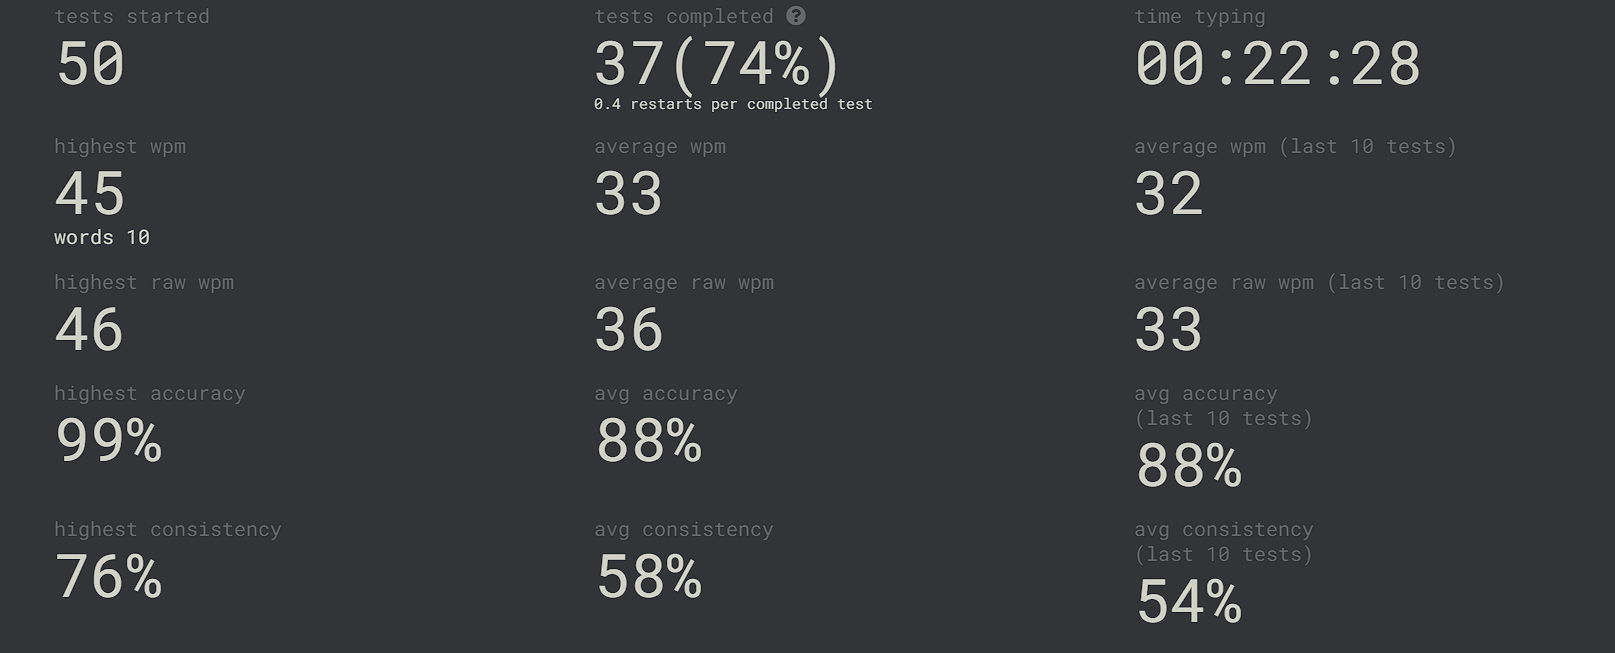 tests started
50
tests completed ?
37(74%)
0.4 restarts per completed test
time typing
00:22:28
highest wpm
45
words 10
average wpm
33
average wpm (last 10 tests)
32
highest raw wpm
46
average raw wpm
36
average raw wpm (last 10 tests)
33
highest accuracy
99%
avg accuracy
88%
avg accuracy
(last 10 tests)
88%
highest consistency
76%
avg consistency
58%
avg consistency
(last 10 tests)
54%